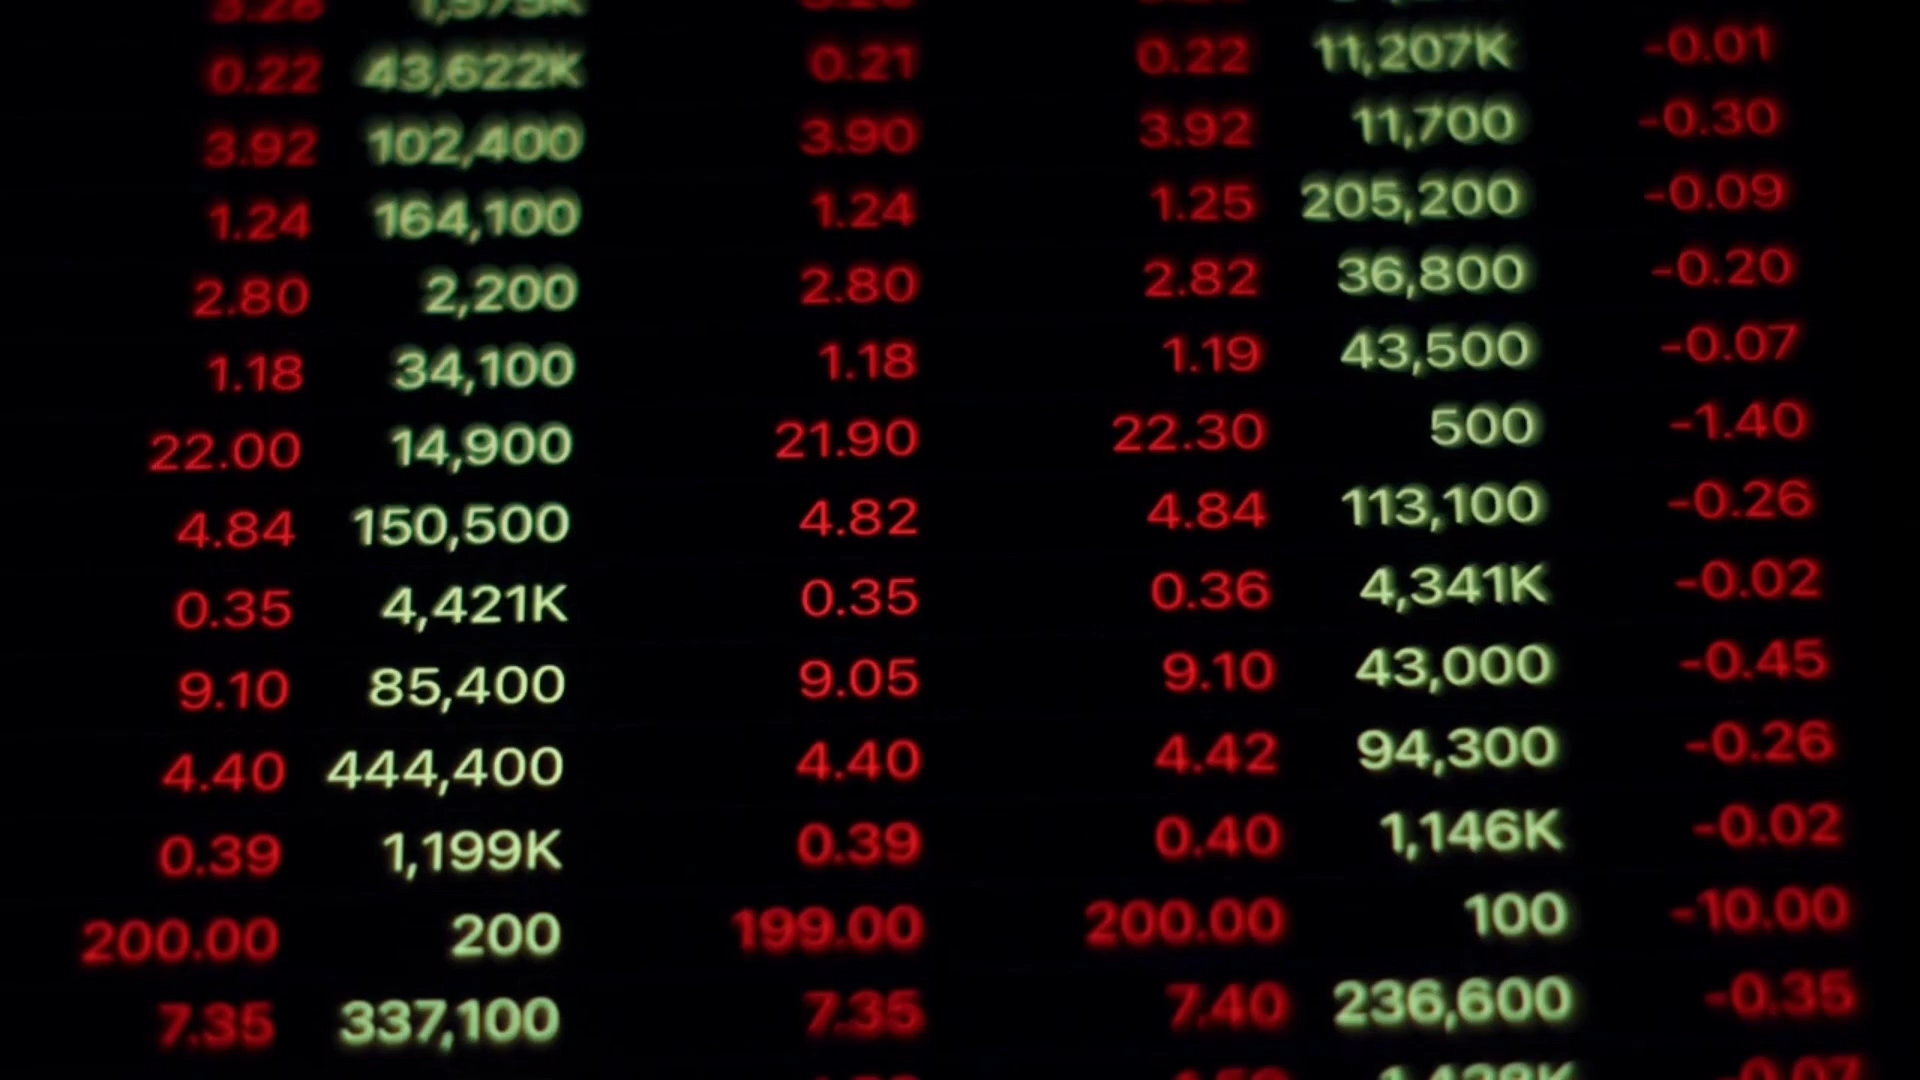 0.22 43,622K 0.21 0.22 11,207K -0.01
3.92 102,400 3.90 3.92 11,700 -0.30
1.24 164,100 1.24 1.25 205,200 -0.09
2.80 2,200 2.80 2.82 36,800 -0.20
1.18 34,100 1.18 1.19 43,500 -0.07
22.00 14,900 21.90 22.30 500 -1.40
4.84 150,500 4.82 4.84 113,100 -0.26
0.35 4,421K 0.35 0.36 4,341K -0.02
9.10 85,400 9.05 9.10 43,000 -0.45
4.40 444,400 4.40 4.42 94,300 -0.26
0.39 1,199K 0.39 0.40 1,146K -0.02
200.00 200 199.00 200.00 100 -10.00
7.35 337,100 7.35 7.40 236,600 -0.35